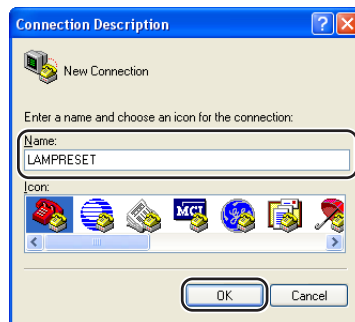 Connection Description
New Connection
Enter a name and choose an icon for the connection:
Name:
LAMPRESET
Icon:
MCI
OK
Cancel